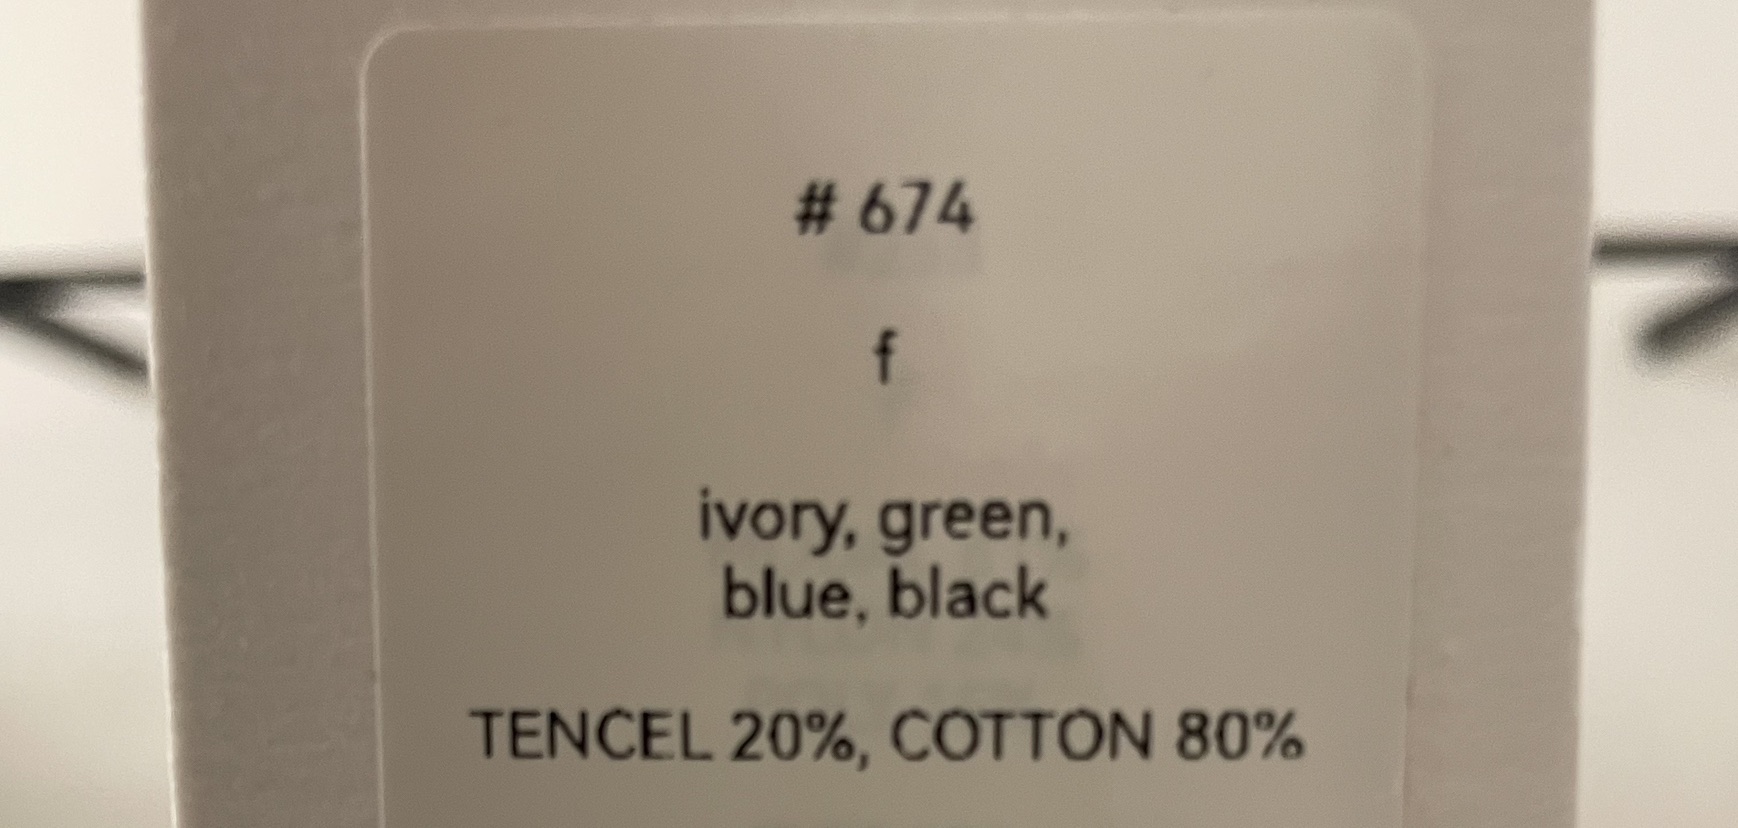 # 674
f
ivory, green,
blue, black
TENCEL 20%, COTTON 80%